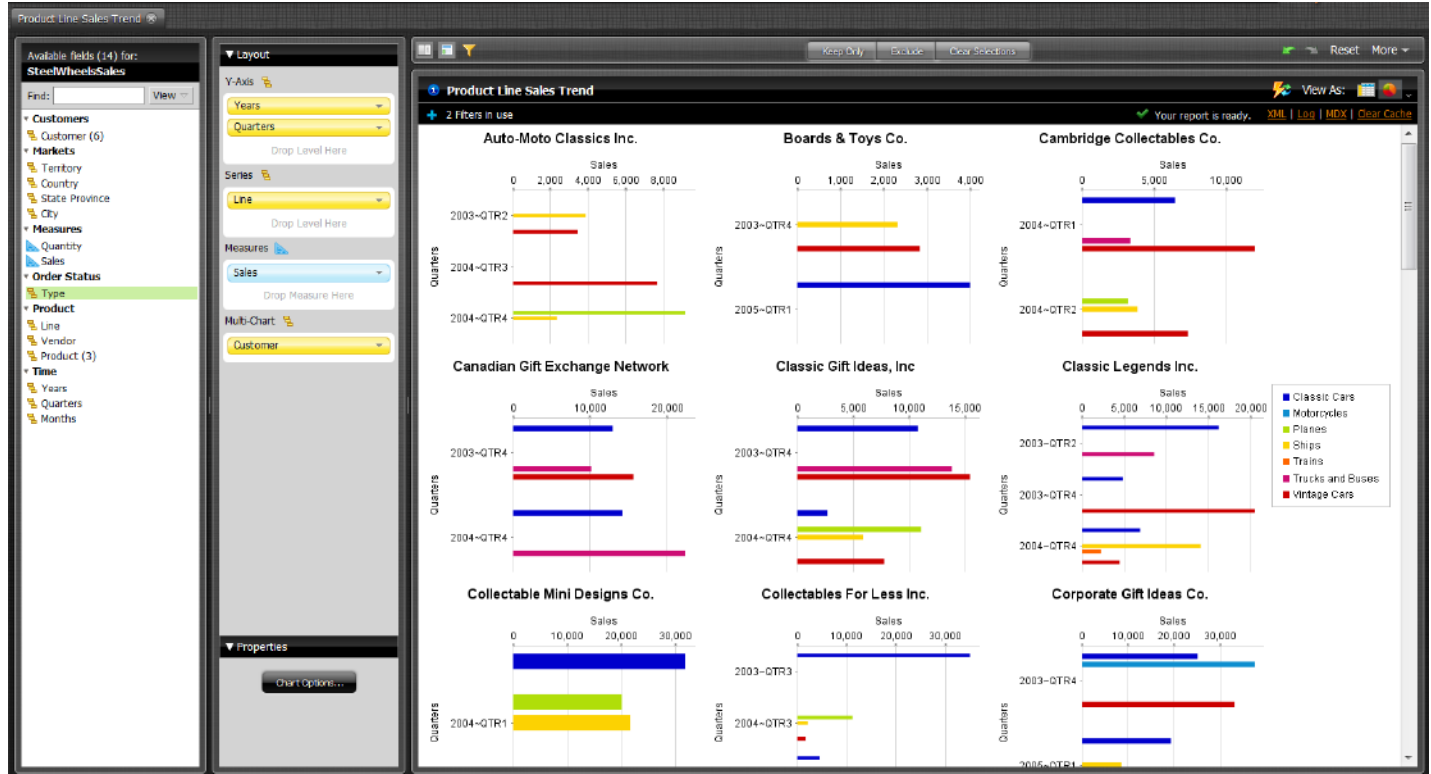 Product Line Sales Trend
Available fields (14) for:
SteelWheelsSales
Find:
View
Customers
Customer (6)
Markets
Territory
Country
State Province
City
Measures
Quantity
Sales
Order Status
Type
Product
Line
Vendor
Product (3)
Time
Years
Quarters
Months
Layout
Y-Axis
Years
Quarters
Drop Level Here
Series
Line
Drop Level Here
Measures
Sales
Drop Measure Here
Multi-Chart
Customer
Properties
Chart Options...
Keep Only Exclude Clear Selections
Reset More
1 Product Line Sales Trend
View As:
2 Filters in use
Your report is ready. XML | Log | MDX | Clear Cache
Auto-Moto Classics Inc.
Sales
0 2,000 4,000 6,000 8,000
Quarters
2003~QTR2
2004~QTR3
2004~QTR4
Boards & Toys Co.
Sales
0 1,000 2,000 3,000 4,000
Quarters
2003~QTR4
2005~QTR1
Cambridge Collectables Co.
Sales
0 5,000 10,000
Quarters
2004~QTR1
2004~QTR2
Canadian Gift Exchange Network
Sales
0 10,000 20,000
Quarters
2003~QTR4
2004~QTR4
Classic Gift Ideas, Inc
Sales
0 5,000 10,000 15,000
Quarters
2003~QTR4
2004~QTR4
Classic Legends Inc.
Sales
0 5,000 10,000 15,000 20,000
Quarters
2003~QTR2
2003~QTR4
2004~QTR4
Classic Cars
Motorcycles
Planes
Ships
Trains
Trucks and Buses
Vintage Cars
Collectable Mini Designs Co.
Sales
0 10,000 20,000 30,000
Quarters
2004~QTR1
Collectables For Less Inc.
Sales
0 10,000 20,000 30,000
Quarters
2003~QTR3
2004~QTR3
Corporate Gift Ideas Co.
Sales
0 10,000 20,000 30,000
Quarters
2003~QTR4
2005~QTR1